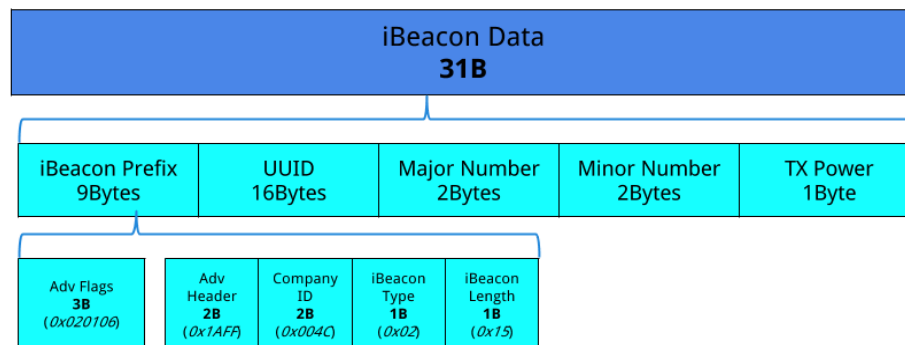 iBeacon Data
31B
iBeacon Prefix
9Bytes
UUID
16Bytes
Major Number
2Bytes
Minor Number
2Bytes
TX Power
1Byte
Adv Flags
3B
(0x020106)
Adv
Header
2B
(0x1AFF)
Company
ID
2B
(0x004C)
iBeacon
Type
1B
(0x02)
iBeacon
Length
1B
(0x15)